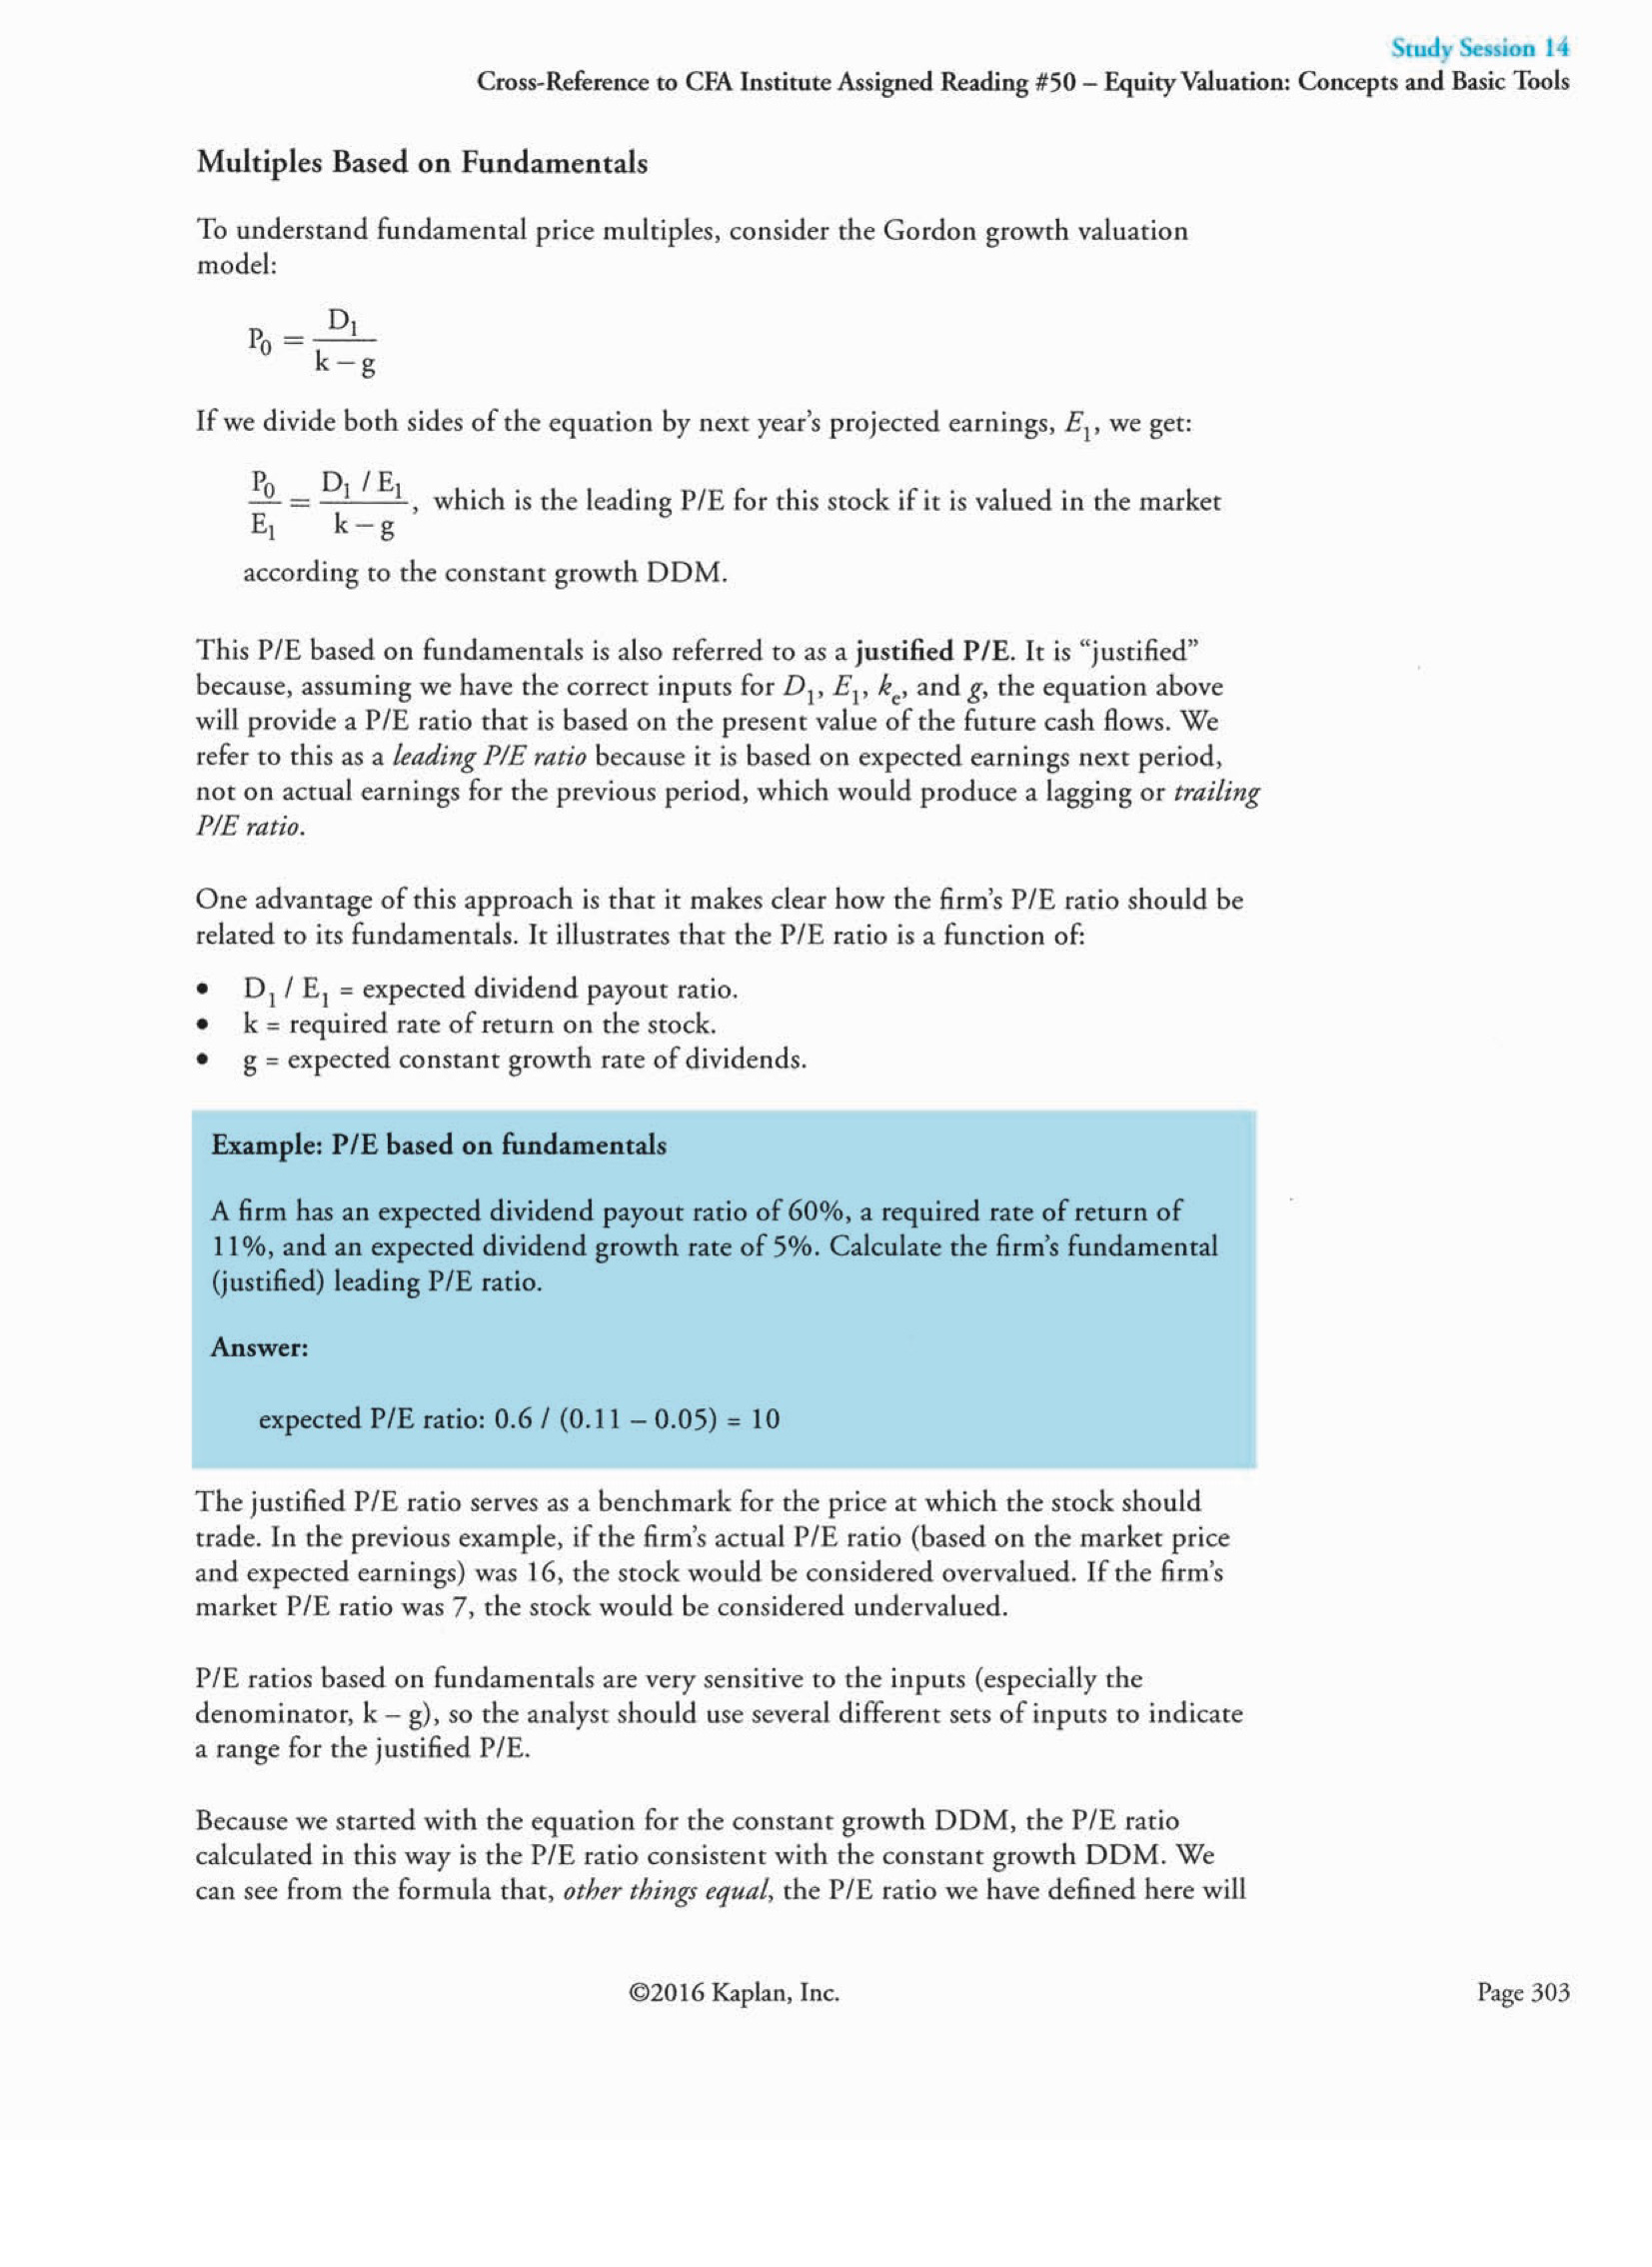 Study Session 14
Cross-Reference to CFA Institute Assigned Reading #50 – Equity Valuation: Concepts and Basic Tools
Multiples Based on Fundamentals
To understand fundamental price multiples, consider the Gordon growth valuation
model:
P₀ = D₁ / (k – g)
If we divide both sides of the equation by next year’s projected earnings, E₁, we get:
P₀ / E₁ = (D₁ / E₁) / (k – g), which is the leading P/E for this stock if it is valued in the market
according to the constant growth DDM.
This P/E based on fundamentals is also referred to as a justified P/E. It is “justified”
because, assuming we have the correct inputs for D₁, E₁, kₑ, and g, the equation above
will provide a P/E ratio that is based on the present value of the future cash flows. We
refer to this as a leading P/E ratio because it is based on expected earnings next period,
not on actual earnings for the previous period, which would produce a lagging or trailing
P/E ratio.
One advantage of this approach is that it makes clear how the firm’s P/E ratio should be
related to its fundamentals. It illustrates that the P/E ratio is a function of:
• D₁ / E₁ = expected dividend payout ratio.
• k = required rate of return on the stock.
• g = expected constant growth rate of dividends.
Example: P/E based on fundamentals
A firm has an expected dividend payout ratio of 60%, a required rate of return of
11%, and an expected dividend growth rate of 5%. Calculate the firm’s fundamental
(justified) leading P/E ratio.
Answer:
expected P/E ratio: 0.6 / (0.11 – 0.05) = 10
The justified P/E ratio serves as a benchmark for the price at which the stock should
trade. In the previous example, if the firm’s actual P/E ratio (based on the market price
and expected earnings) was 16, the stock would be considered overvalued. If the firm’s
market P/E ratio was 7, the stock would be considered undervalued.
P/E ratios based on fundamentals are very sensitive to the inputs (especially the
denominator, k – g), so the analyst should use several different sets of inputs to indicate
a range for the justified P/E.
Because we started with the equation for the constant growth DDM, the P/E ratio
calculated in this way is the P/E ratio consistent with the constant growth DDM. We
can see from the formula that, other things equal, the P/E ratio we have defined here will
©2016 Kaplan, Inc.
Page 303